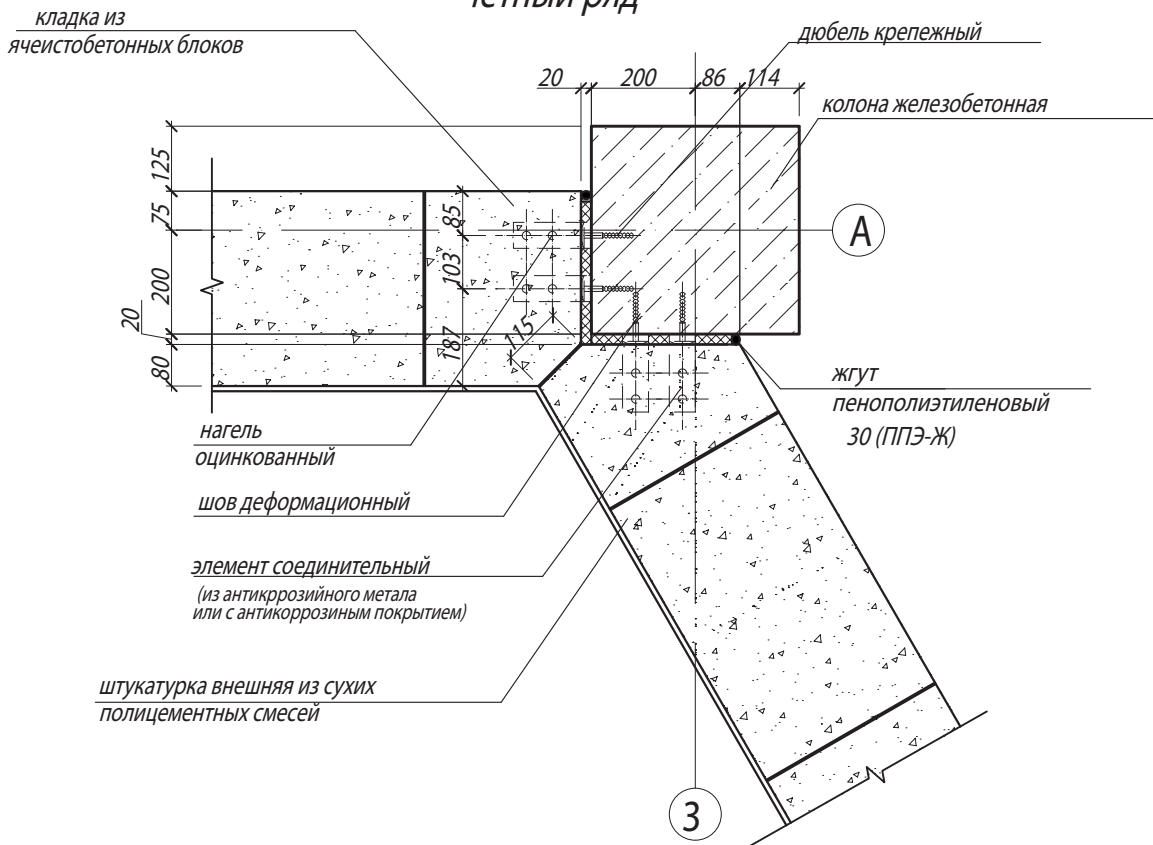 четный ряд
кладка из
ячеистобетонных блоков
дюбель крепежный
20 200 86 114
колона железобетонная
125
75
200
20
80
85
103
187
115
А
жгут
пенополиэтиленовый
30 (ППЭ-Ж)
нагель
оцинкованный
шов деформационный
элемент соединительный
(из антикррозийного метала
или с антикоррозиным покрытием)
штукатурка внешняя из сухих
полицементных смесей
3